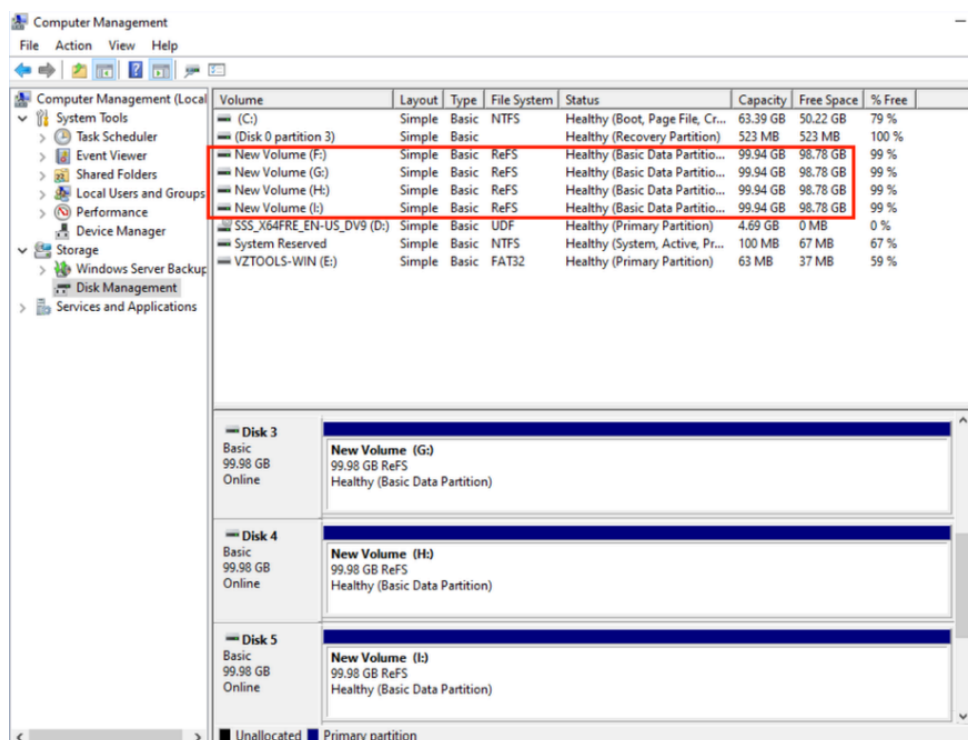 Computer Management
File Action View Help
Computer Management (Local
System Tools
Task Scheduler
Event Viewer
Shared Folders
Local Users and Groups
Performance
Device Manager
Storage
Windows Server Backup
Disk Management
Services and Applications
Volume Layout Type File System Status Capacity Free Space % Free
(C:) Simple Basic NTFS Healthy (Boot, Page File, Cr... 63.39 GB 50.22 GB 79 %
(Disk 0 partition 3) Simple Basic Healthy (Recovery Partition) 523 MB 523 MB 100 %
New Volume (F:) Simple Basic ReFS Healthy (Basic Data Partitio... 99.94 GB 98.78 GB 99 %
New Volume (G:) Simple Basic ReFS Healthy (Basic Data Partitio... 99.94 GB 98.78 GB 99 %
New Volume (H:) Simple Basic ReFS Healthy (Basic Data Partitio... 99.94 GB 98.78 GB 99 %
New Volume (I:) Simple Basic ReFS Healthy (Basic Data Partitio... 99.94 GB 98.78 GB 99 %
SSS_X64FRE_EN-US_DV9 (D:) Simple Basic UDF Healthy (Primary Partition) 4.69 GB 0 MB 0 %
System Reserved Simple Basic NTFS Healthy (System, Active, Pr... 100 MB 67 MB 67 %
VZTOOLS-WIN (E:) Simple Basic FAT32 Healthy (Primary Partition) 63 MB 37 MB 59 %
Disk 3
Basic
99.98 GB
Online
New Volume (G:)
99.98 GB ReFS
Healthy (Basic Data Partition)
Disk 4
Basic
99.98 GB
Online
New Volume (H:)
99.98 GB ReFS
Healthy (Basic Data Partition)
Disk 5
Basic
99.98 GB
Online
New Volume (I:)
99.98 GB ReFS
Healthy (Basic Data Partition)
Unallocated Primary partition